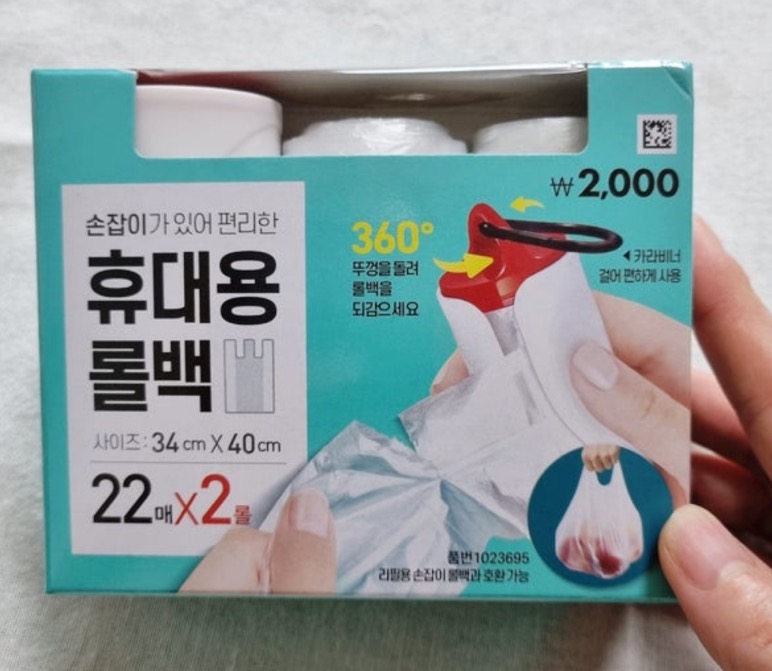 ₩2,000
손잡이가 있어 편리한
휴대용
롤백
사이즈: 34cm X 40cm
22매X2롤
360°
뚜껑을 돌려
롤백을
되감으세요
◀ 카라비너
걸어 편하게 사용
품번1023695
리필용 손잡이 롤백과 호환 가능